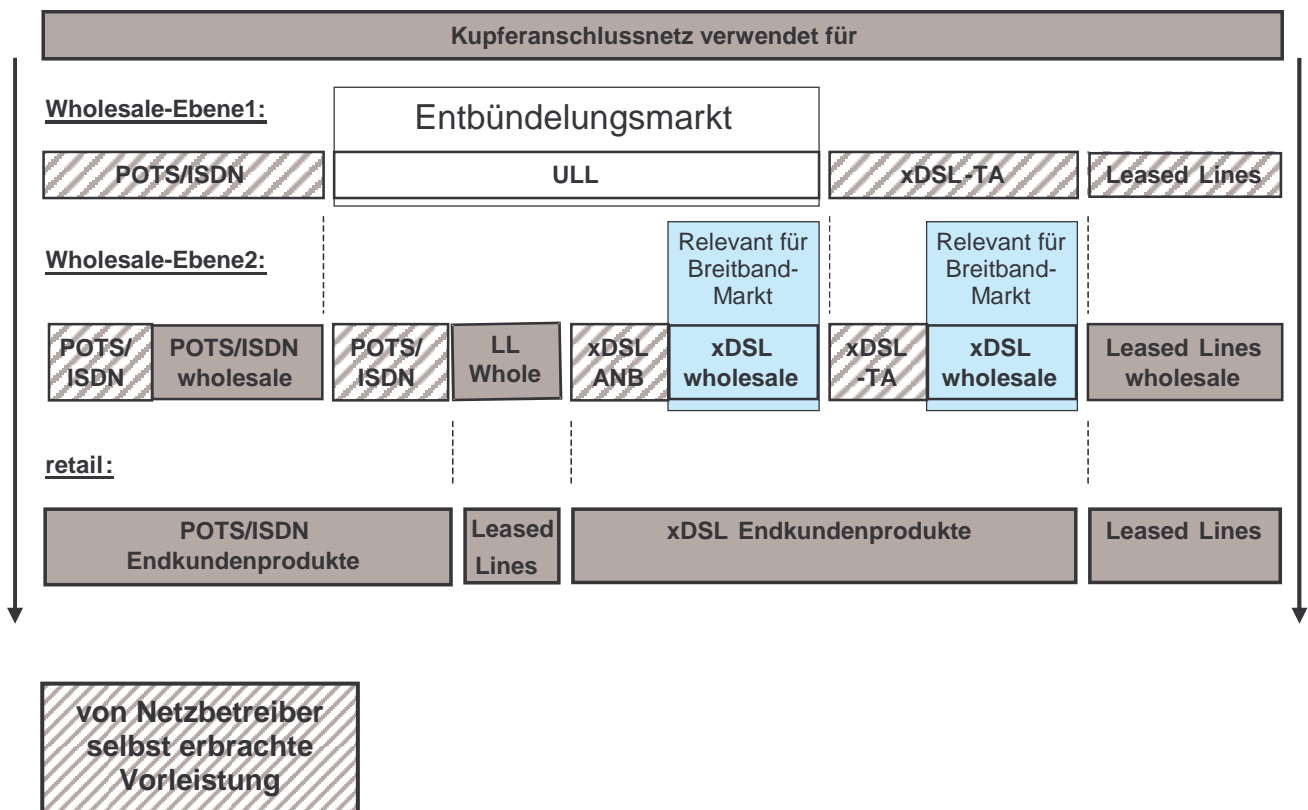 Kupferanschlussnetz verwendet für
Wholesale-Ebene1:
Entbündelungsmarkt
POTS/ISDN
ULL
xDSL-TA
Leased Lines
Wholesale-Ebene2:
Relevant für
Breitband-
Markt
Relevant für
Breitband-
Markt
POTS/
ISDN
POTS/ISDN
wholesale
POTS/
ISDN
LL
Whole
xDSL
ANB
xDSL
wholesale
xDSL
-TA
xDSL
wholesale
Leased Lines
wholesale
retail:
POTS/ISDN
Endkundenprodukte
Leased
Lines
xDSL Endkundenprodukte
Leased Lines
von Netzbetreiber
selbst erbrachte
Vorleistung